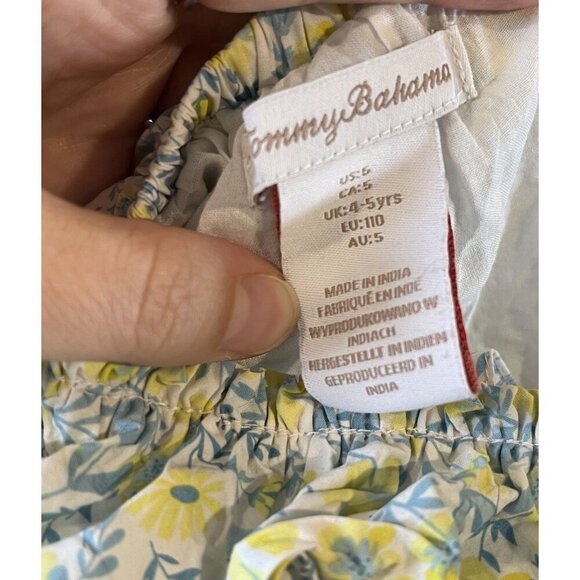 Tommy Bahama
US:5
CA:5
UK:4-5yrs
EU:110
AU:5
MADE IN INDIA
FABRIQUÉ EN INDE
WYPRODUKOWANO W
INDIACH
HERGESTELLT IN INDIEN
GEPRODUCEERD IN
INDIA